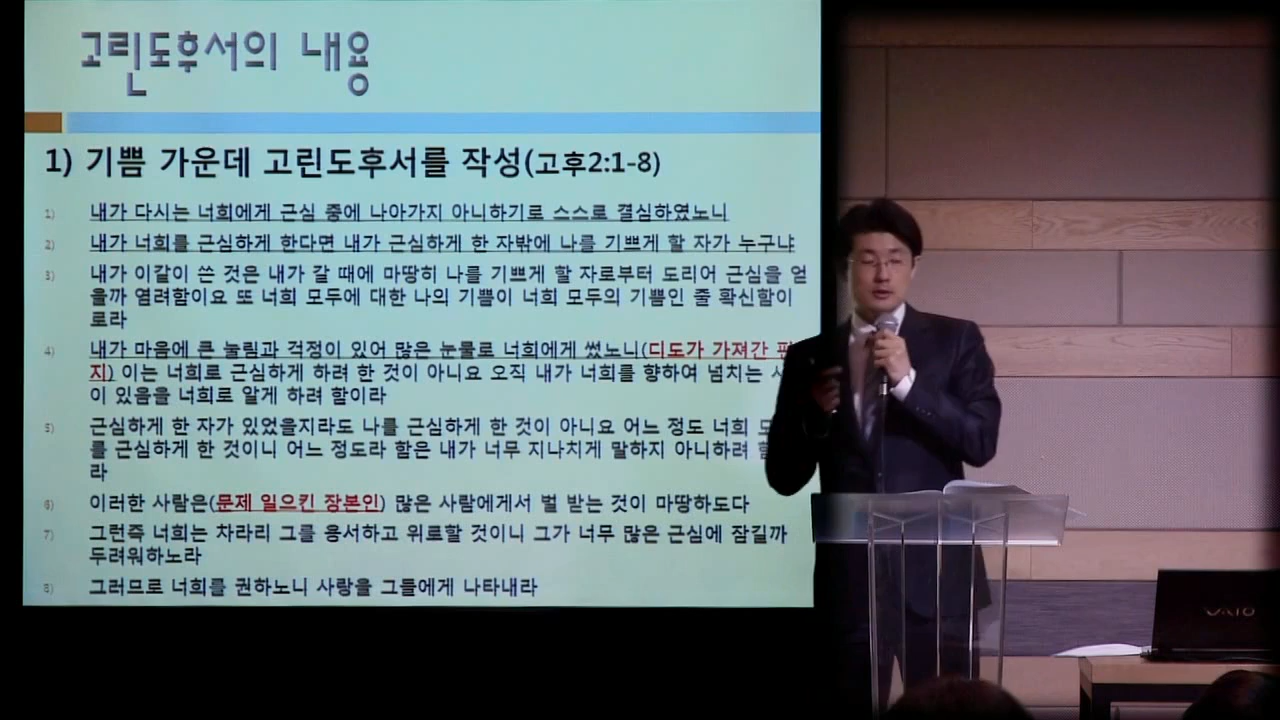 고린도후서의 내용
1) 기쁨 가운데 고린도후서를 작성(고후2:1-8)
1) 내가 다시는 너희에게 근심 중에 나아가지 아니하기로 스스로 결심하였노니
2) 내가 너희를 근심하게 한다면 내가 근심하게 한 자밖에 나를 기쁘게 할 자가 누구냐
3) 내가 이같이 쓴 것은 내가 갈 때에 마땅히 나를 기쁘게 할 자로부터 도리어 근심을 얻
을까 염려함이요 또 너희 모두에 대한 나의 기쁨이 너희 모두의 기쁨인 줄 확신함이
로라
4) 내가 마음에 큰 눌림과 걱정이 있어 많은 눈물로 너희에게 썼노니(디도가 가져간 편
지) 이는 너희로 근심하게 하려 한 것이 아니요 오직 내가 너희를 향하여 넘치는
이 있음을 너희로 알게 하려 함이라
5) 근심하게 한 자가 있었을지라도 나를 근심하게 한 것이 아니요 어느 정도 너희
를 근심하게 한 것이니 어느 정도라 함은 내가 너무 지나치게 말하지 아니하려
라
6) 이러한 사람은(문제 일으킨 장본인) 많은 사람에게서 벌 받는 것이 마땅하도다
7) 그런즉 너희는 차라리 그를 용서하고 위로할 것이니 그가 너무 많은 근심에 잠길까
두려워하노라
8) 그러므로 너희를 권하노니 사랑을 그들에게 나타내라
VAIO